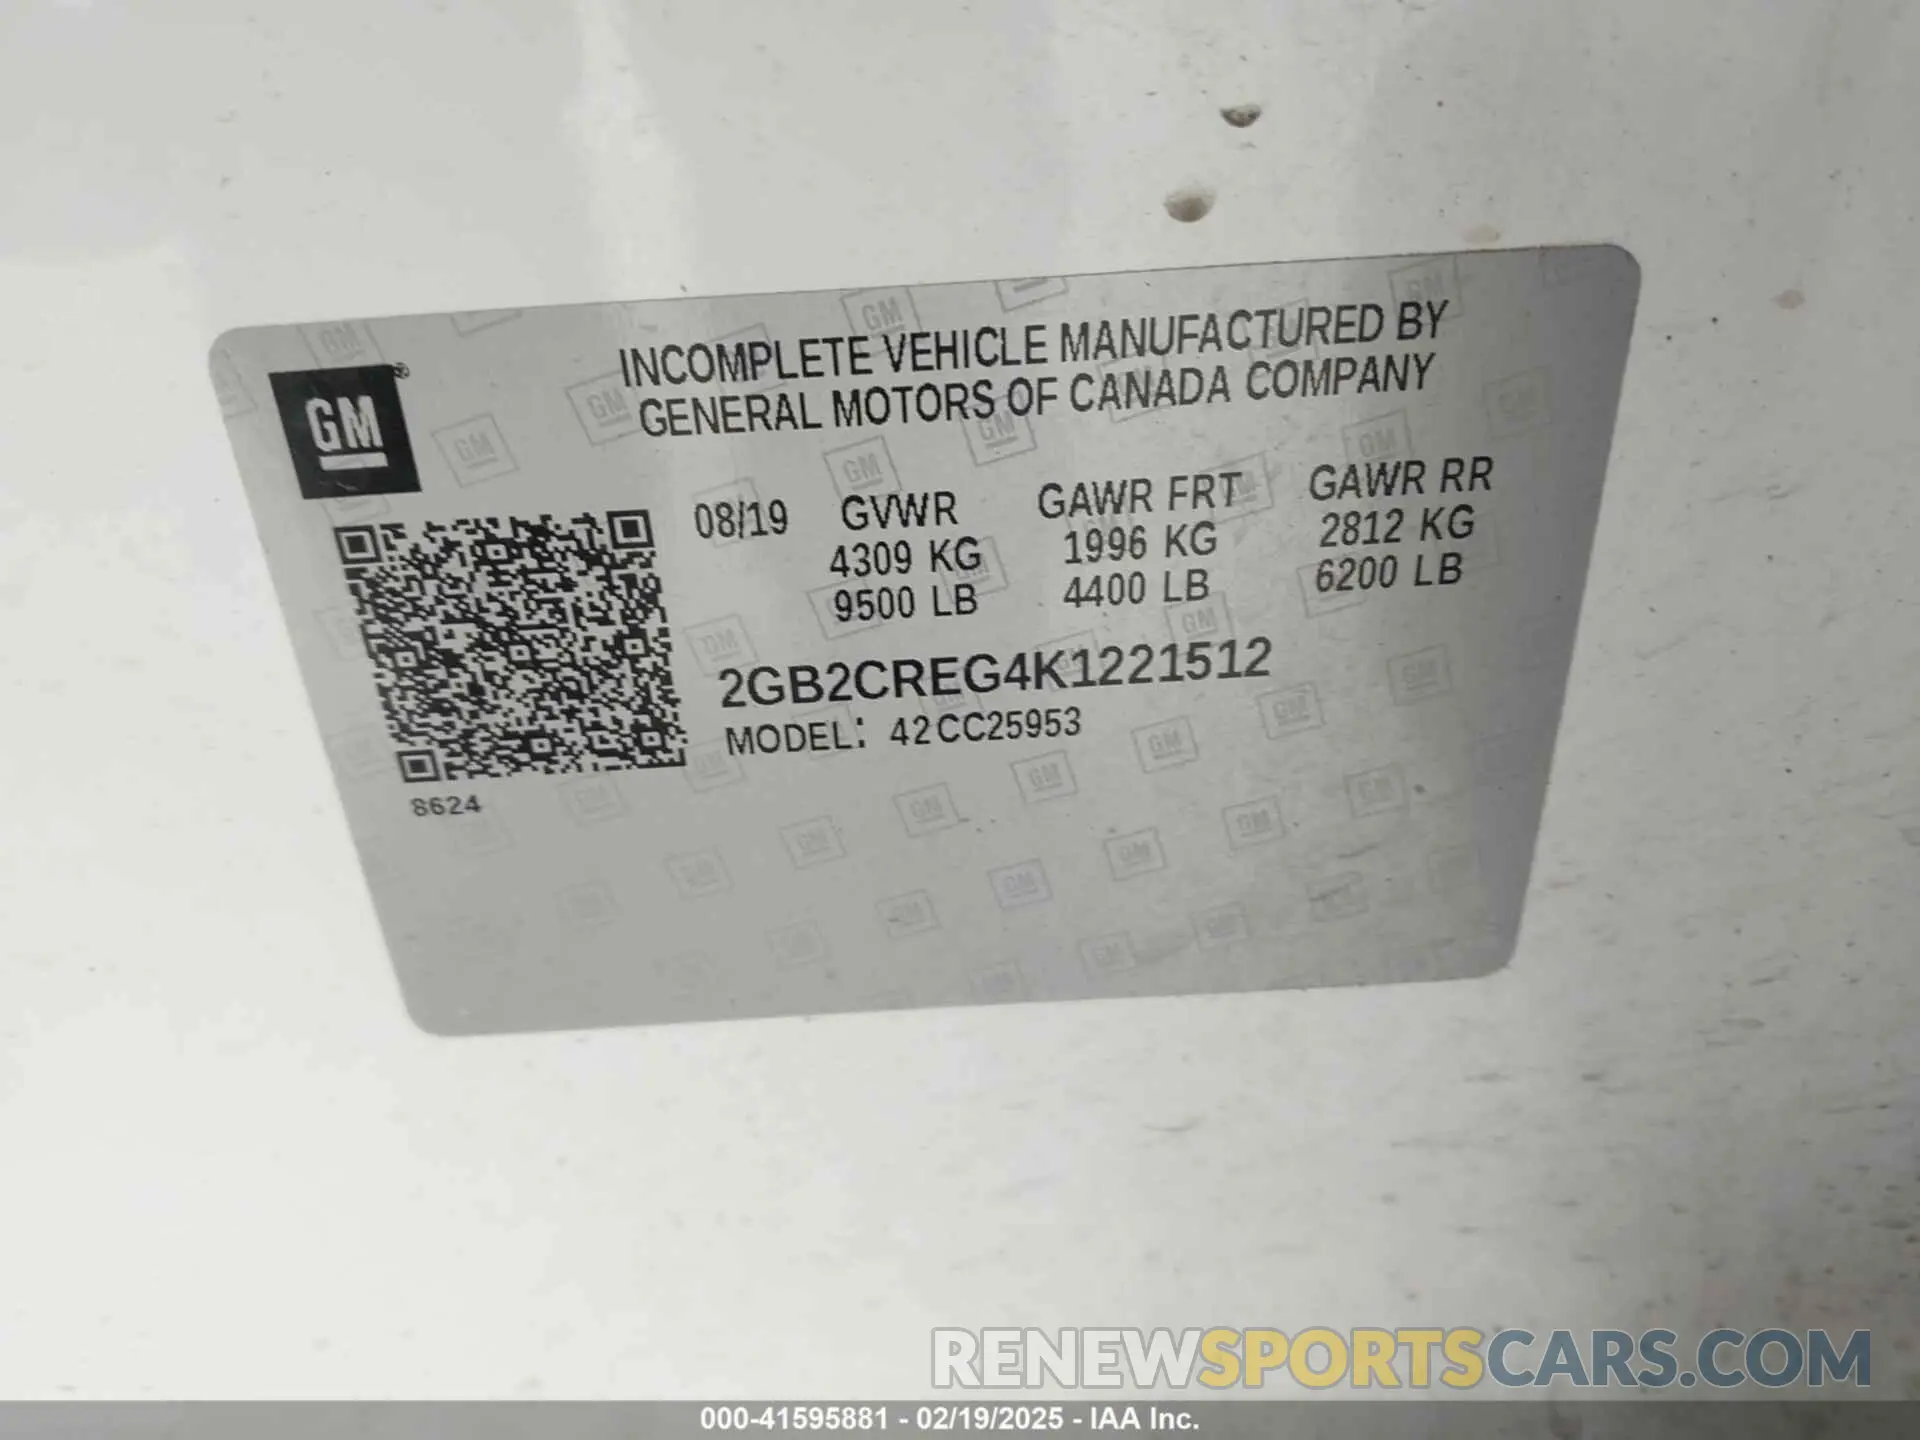 INCOMPLETE VEHICLE MANUFACTURED BY
GENERAL MOTORS OF CANADA COMPANY
GM®
08/19 GVWR GAWR FRT GAWR RR
4309 KG 1996 KG 2812 KG
9500 LB 4400 LB 6200 LB
2GB2CREG4K1221512
MODEL: 42CC25953
8624
RENEWSPORTSCARS.COM
000-41595881 - 02/19/2025 - IAA Inc.